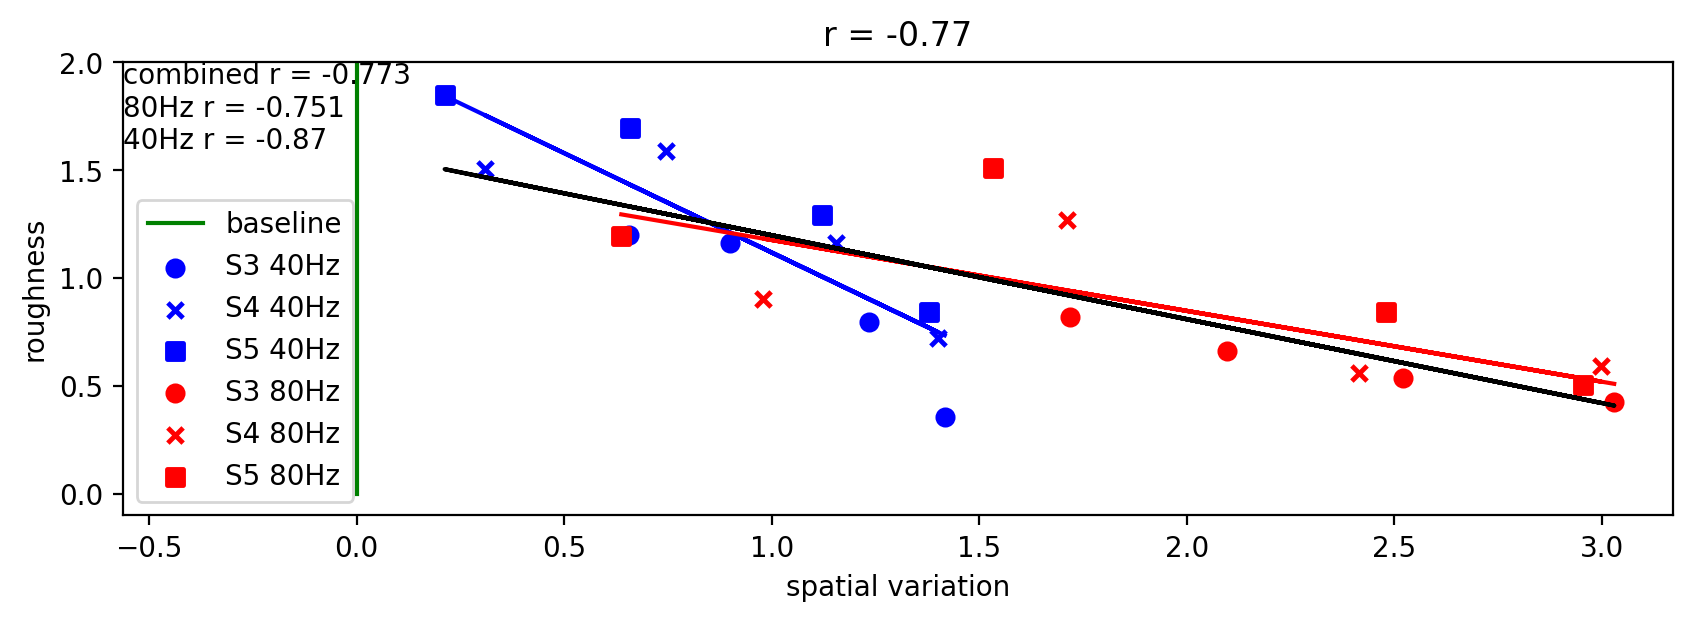 r = -0.77
combined r = -0.773
80Hz r = -0.751
40Hz r = -0.87
baseline
S3 40Hz
S4 40Hz
S5 40Hz
S3 80Hz
S4 80Hz
S5 80Hz
roughness
2.0
1.5
1.0
0.5
0.0
−0.5 0.0 0.5 1.0 1.5 2.0 2.5 3.0
spatial variation